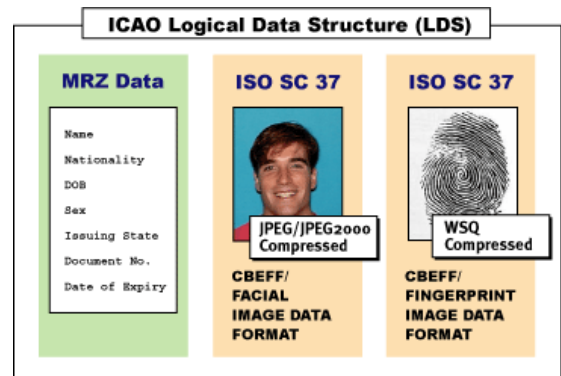 ICAO Logical Data Structure (LDS)
MRZ Data
Name
Nationality
DOB
Sex
Issuing State
Document No.
Date of Expiry
ISO SC 37
JPEG/JPEG2000
Compressed
CBEFF/
FACIAL
IMAGE DATA
FORMAT
ISO SC 37
WSQ
Compressed
CBEFF/
FINGERPRINT
IMAGE DATA
FORMAT